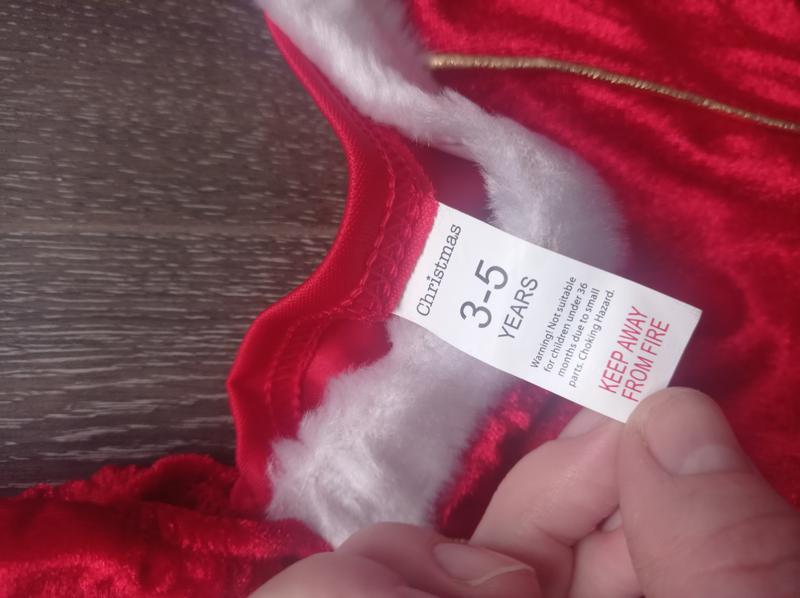 Christmas
3-5
YEARS
Warning! Not suitable
for children under 36
months due to small
parts. Choking Hazard.
KEEP AWAY
FROM FIRE